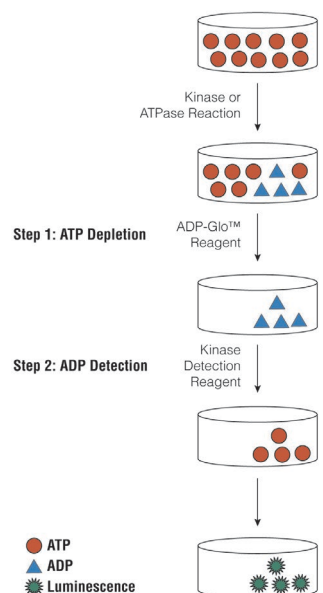 Kinase or
ATPase Reaction
Step 1: ATP Depletion
ADP-Glo™
Reagent
Step 2: ADP Detection
Kinase
Detection
Reagent
ATP
ADP
Luminescence